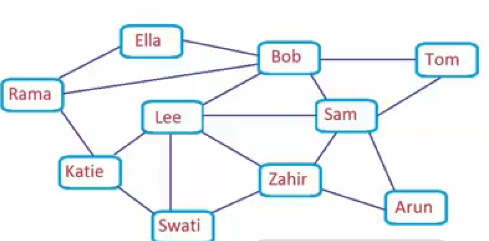 Ella
Bob
Tom
Rama
Lee
Sam
Katie
Zahir
Arun
Swati